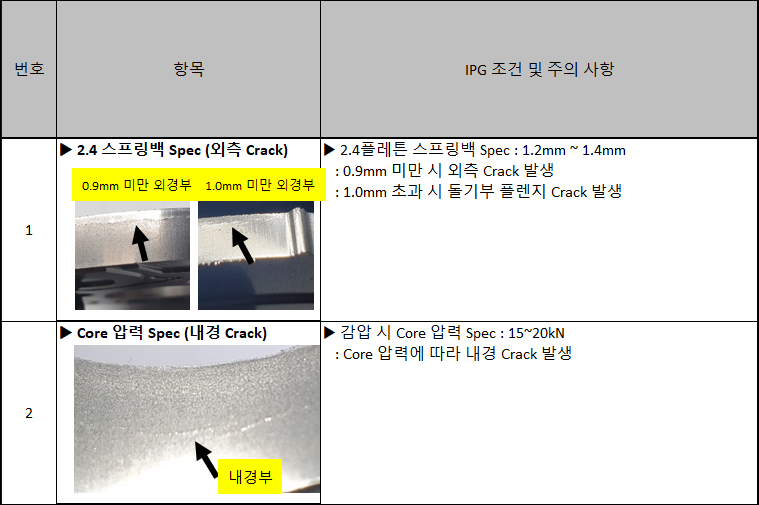 번호
항목
IPG 조건 및 주의 사항
1
▶ 2.4 스프링백 Spec (외측 Crack)
0.9mm 미만 외경부
1.0mm 미만 외경부
▶ 2.4플레튼 스프링백 Spec : 1.2mm ~ 1.4mm
: 0.9mm 미만 시 외측 Crack 발생
: 1.0mm 초과 시 돌기부 플렌지 Crack 발생
2
▶ Core 압력 Spec (내경 Crack)
내경부
▶ 감압 시 Core 압력 Spec : 15~20kN
: Core 압력에 따라 내경 Crack 발생